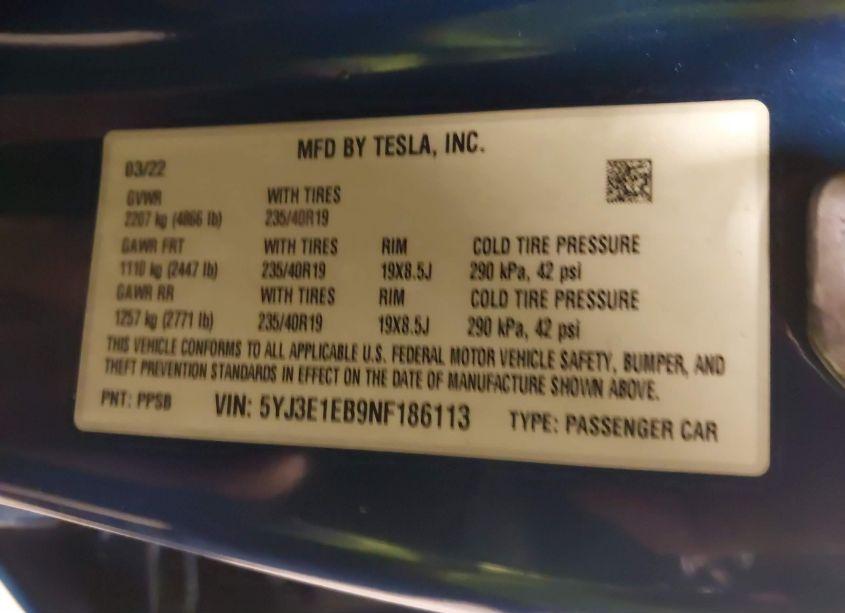 MFD BY TESLA, INC.
03/22
GVWR WITH TIRES
2207 kg (4866 lb) 235/40R19
GAWR FRT WITH TIRES RIM COLD TIRE PRESSURE
1110 kg (2447 lb) 235/40R19 19X8.5J 290 kPa, 42 psi
GAWR RR WITH TIRES RIM COLD TIRE PRESSURE
1257 kg (2771 lb) 235/40R19 19X8.5J 290 kPa, 42 psi
THIS VEHICLE CONFORMS TO ALL APPLICABLE U.S. FEDERAL MOTOR VEHICLE SAFETY, BUMPER, AND
THEFT PREVENTION STANDARDS IN EFFECT ON THE DATE OF MANUFACTURE SHOWN ABOVE.
PNT: PPSB VIN: 5YJ3E1EB9NF186113 TYPE: PASSENGER CAR